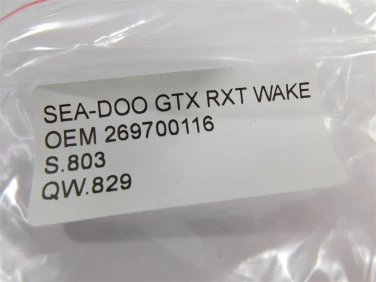 SEA-DOO GTX RXT WAKE
OEM 269700116
S.803
QW.829